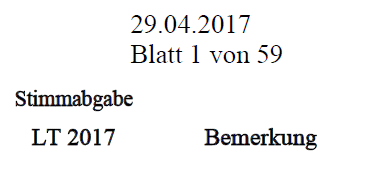 29.04.2017
Blatt 1 von 59
Stimmabgabe
LT 2017 Bemerkung